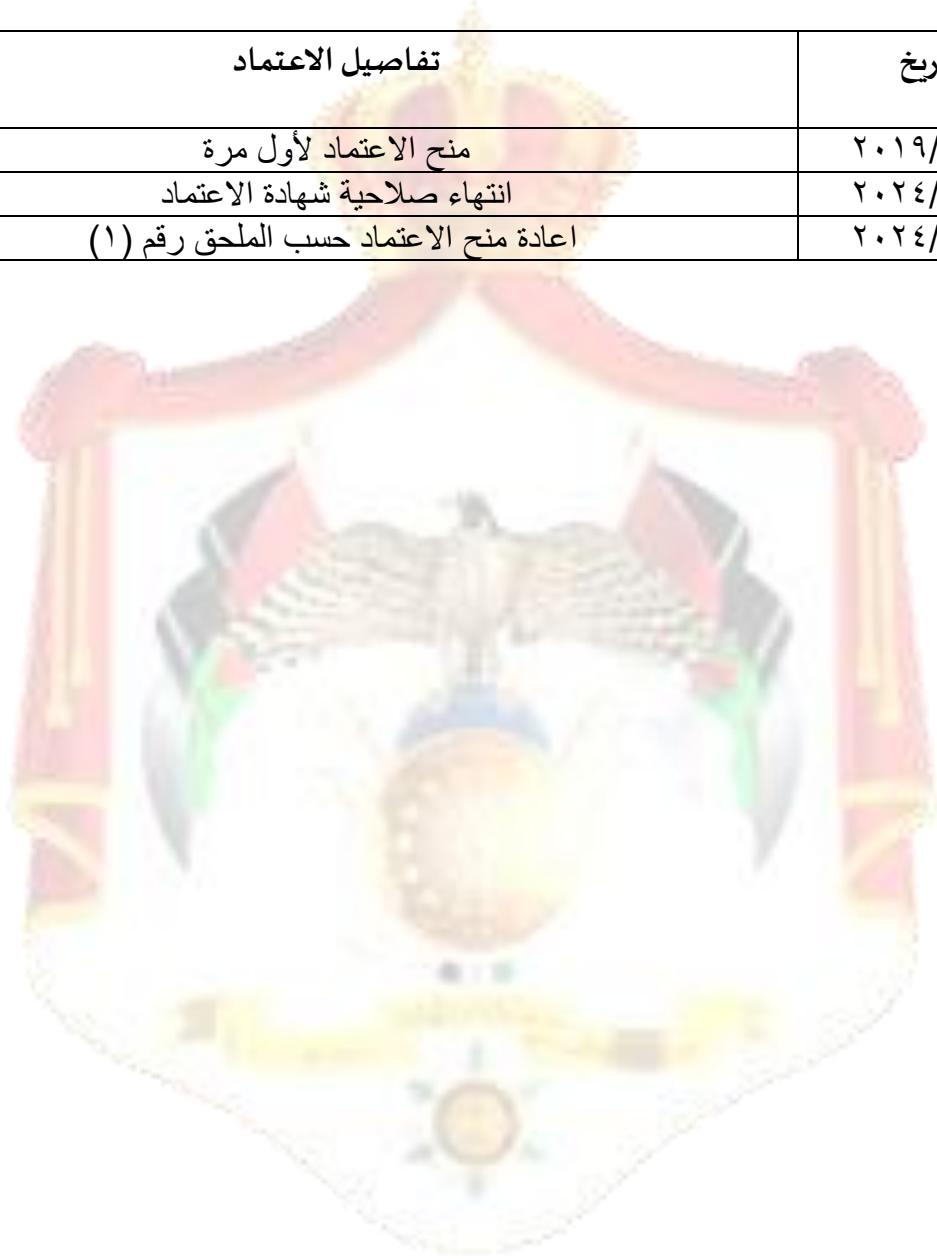 تفاصيل الاعتماد
٢٠١٩/ منح الاعتماد لأول مرة
٢٠٢٤/ انتهاء صلاحية شهادة الاعتماد
٢٠٢٤/ اعادة منح الاعتماد حسب الملحق رقم (١)